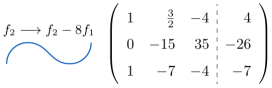 f₂ ⟶ f₂ − 8f₁
1 3/2 −4 4
0 −15 35 −26
1 −7 −4 −7